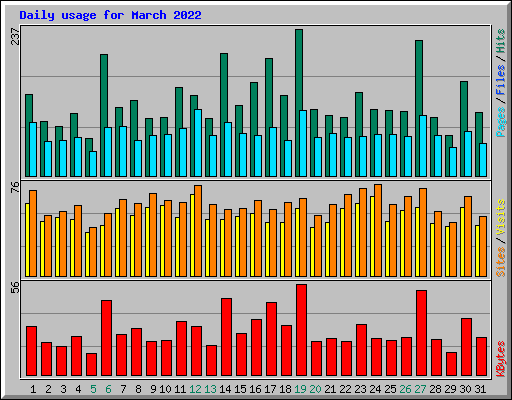 Daily usage for March 2022
237
76
56
Pages / Files / Hits
Sites / Visits
KBytes
1 2 3 4 5 6 7 8 9 10 11 12 13 14 15 16 17 18 19 20 21 22 23 24 25 26 27 28 29 30 31